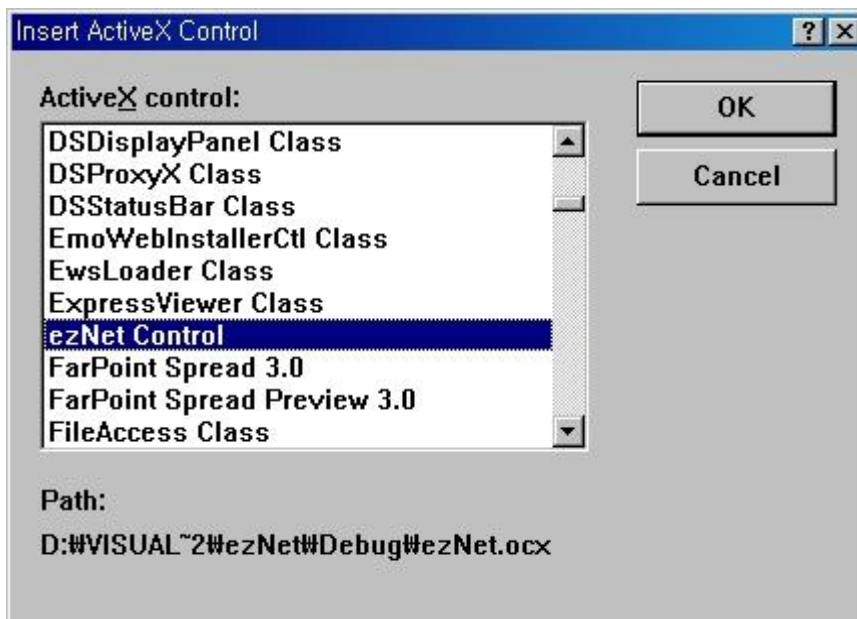 Insert ActiveX Control
ActiveX control:
OK
DSDisplayPanel Class
DSProxyX Class
Cancel
DSStatusBar Class
EmoWebInstallerCtl Class
EwsLoader Class
ExpressViewer Class
ezNet Control
FarPoint Spread 3.0
FarPoint Spread Preview 3.0
FileAccess Class
Path:
D:₩VISUAL~2₩ezNet₩Debug₩ezNet.ocx